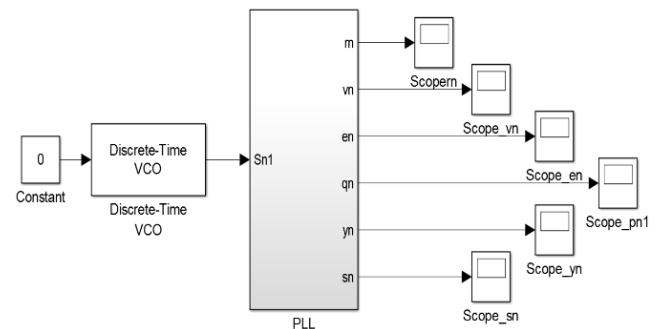 rn
Scopern
vn
Scope_vn
0
Constant
Discrete-Time
VCO
Discrete-Time
VCO
Sn1
en
Scope_en
qn
Scope_pn1
yn
Scope_yn
sn
Scope_sn
PLL